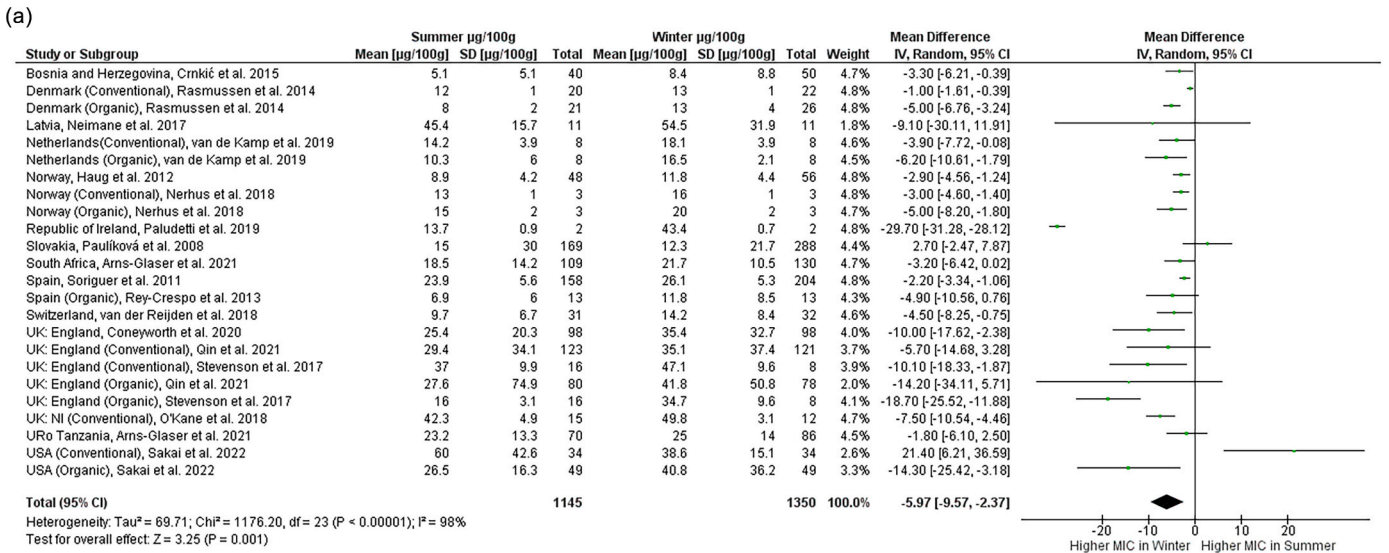 (a)
Summer µg/100g Winter µg/100g Mean Difference Mean Difference
Study or Subgroup Mean [µg/100g] SD [µg/100g] Total Mean [µg/100g] SD [µg/100g] Total Weight IV, Random, 95% CI IV, Random, 95% CI
Bosnia and Herzegovina, Crnkić et al. 2015 5.1 5.1 40 8.4 8.8 50 4.7% -3.30 [-6.21, -0.39]
Denmark (Conventional), Rasmussen et al. 2014 12 1 20 13 1 22 4.8% -1.00 [-1.61, -0.39]
Denmark (Organic), Rasmussen et al. 2014 8 2 21 13 4 26 4.8% -5.00 [-6.76, -3.24]
Latvia, Neimane et al. 2017 45.4 15.7 11 54.5 31.9 11 1.8% -9.10 [-30.11, 11.91]
Netherlands(Conventional), van de Kamp et al. 2019 14.2 3.9 8 18.1 3.9 8 4.6% -3.90 [-7.72, -0.08]
Netherlands (Organic), van de Kamp et al. 2019 10.3 6 8 16.5 2.1 8 4.6% -6.20 [-10.61, -1.79]
Norway, Haug et al. 2012 8.9 4.2 48 11.8 4.4 56 4.8% -2.90 [-4.56, -1.24]
Norway (Conventional), Nerhus et al. 2018 13 1 3 16 1 3 4.8% -3.00 [-4.60, -1.40]
Norway (Organic), Nerhus et al. 2018 15 2 3 20 2 3 4.7% -5.00 [-8.20, -1.80]
Republic of Ireland, Paludetti et al. 2019 13.7 0.9 2 43.4 0.7 2 4.8% -29.70 [-31.28, -28.12]
Slovakia, Paulíková et al. 2008 15 30 169 12.3 21.7 288 4.4% 2.70 [-2.47, 7.87]
South Africa, Arns-Glaser et al. 2021 18.5 14.2 109 21.7 10.5 130 4.7% -3.20 [-6.42, 0.02]
Spain, Soriguer et al. 2011 23.9 5.6 158 26.1 5.3 204 4.8% -2.20 [-3.34, -1.06]
Spain (Organic), Rey-Crespo et al. 2013 6.9 6 13 11.8 8.5 13 4.3% -4.90 [-10.56, 0.76]
Switzerland, van der Reijden et al. 2018 9.7 6.7 31 14.2 8.4 32 4.6% -4.50 [-8.25, -0.75]
UK: England, Coneyworth et al. 2020 25.4 20.3 98 35.4 32.7 98 4.0% -10.00 [-17.62, -2.38]
UK: England (Conventional), Qin et al. 2021 29.4 34.1 123 35.1 37.4 121 3.7% -5.70 [-14.68, 3.28]
UK: England (Conventional), Stevenson et al. 2017 37 9.9 16 47.1 9.6 8 3.9% -10.10 [-18.33, -1.87]
UK: England (Organic), Qin et al. 2021 27.6 74.9 80 41.8 50.8 78 2.0% -14.20 [-34.11, 5.71]
UK: England (Organic), Stevenson et al. 2017 16 3.1 16 34.7 9.6 8 4.1% -18.70 [-25.52, -11.88]
UK: NI (Conventional), O'Kane et al. 2018 42.3 4.9 15 49.8 3.1 12 4.7% -7.50 [-10.54, -4.46]
URo Tanzania, Arns-Glaser et al. 2021 23.2 13.3 70 25 14 86 4.5% -1.80 [-6.10, 2.50]
USA (Conventional), Sakai et al. 2022 60 42.6 34 38.6 15.1 34 2.6% 21.40 [6.21, 36.59]
USA (Organic), Sakai et al. 2022 26.5 16.3 49 40.8 36.2 49 3.3% -14.30 [-25.42, -3.18]
Total (95% CI) 1145 1350 100.0% -5.97 [-9.57, -2.37]
Heterogeneity: Tau² = 69.71; Chi² = 1176.20, df = 23 (P < 0.00001); I² = 98%
Test for overall effect: Z = 3.25 (P = 0.001)
-20 -10 0 10 20
Higher MIC in Winter Higher MIC in Summer